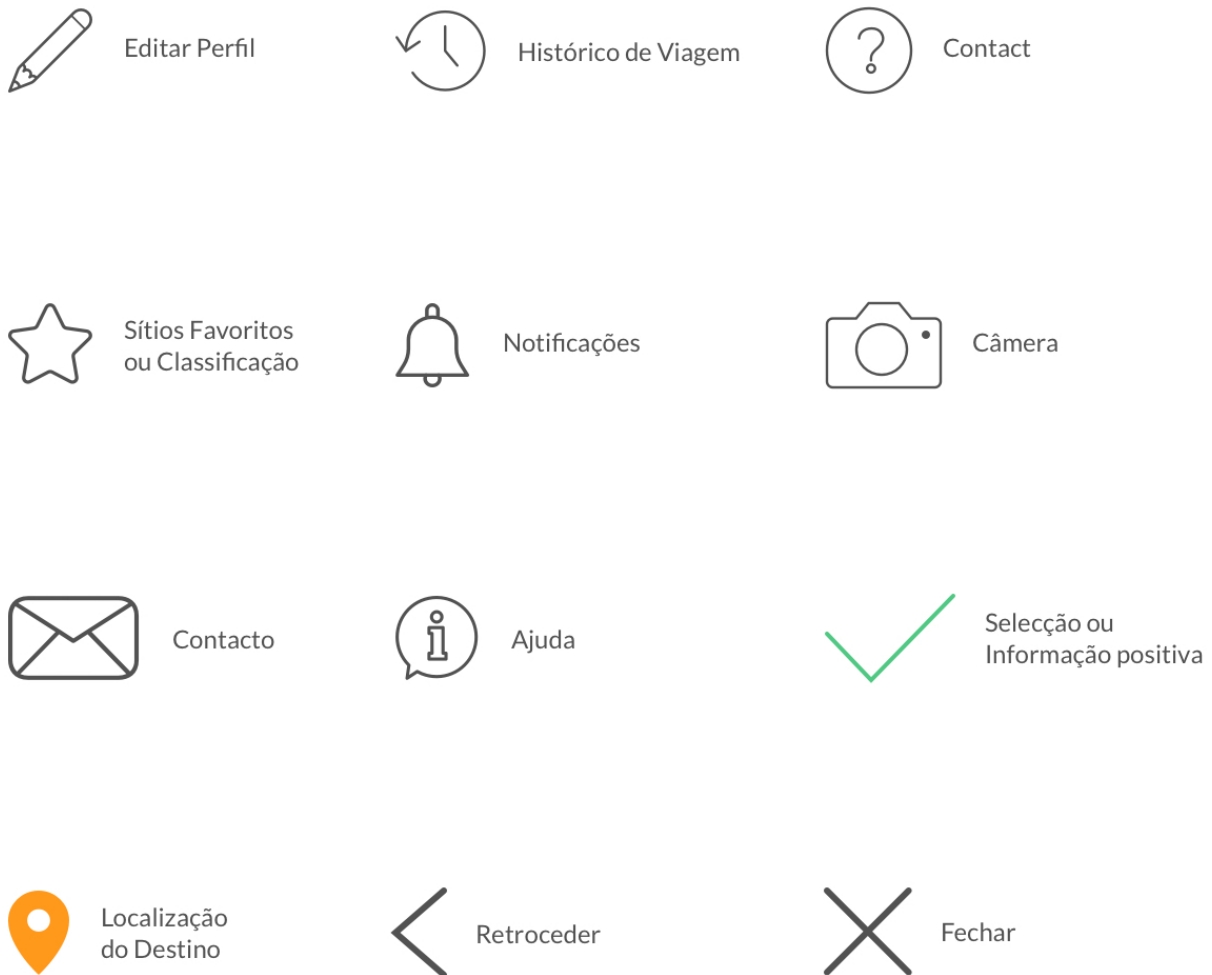 Editar Perfil
Histórico de Viagem
Contact
Sítios Favoritos
ou Classificação
Notificações
Câmera
Contacto
Ajuda
Selecção ou
Informação positiva
Localização
do Destino
Retroceder
Fechar